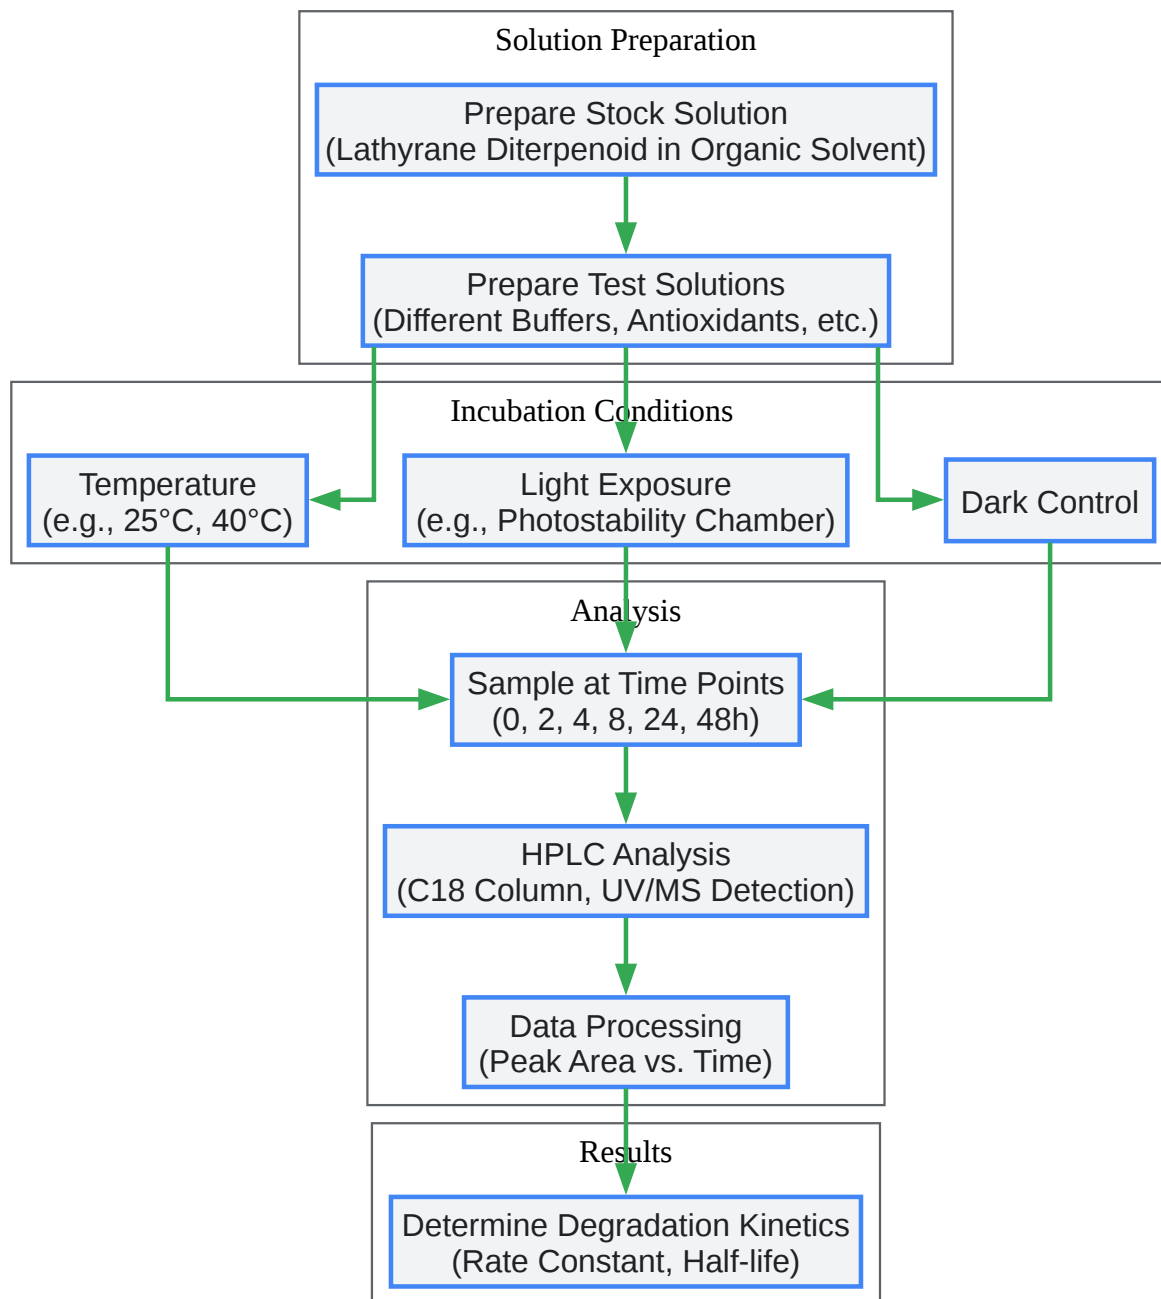 Solution Preparation
Prepare Stock Solution
(Lathyrane Diterpenoid in Organic Solvent)
Prepare Test Solutions
(Different Buffers, Antioxidants, etc.)
Incubation Conditions
Temperature
(e.g., 25°C, 40°C)
Light Exposure
(e.g., Photostability Chamber)
Dark Control
Analysis
Sample at Time Points
(0, 2, 4, 8, 24, 48h)
HPLC Analysis
(C18 Column, UV/MS Detection)
Data Processing
(Peak Area vs. Time)
Results
Determine Degradation Kinetics
(Rate Constant, Half-life)